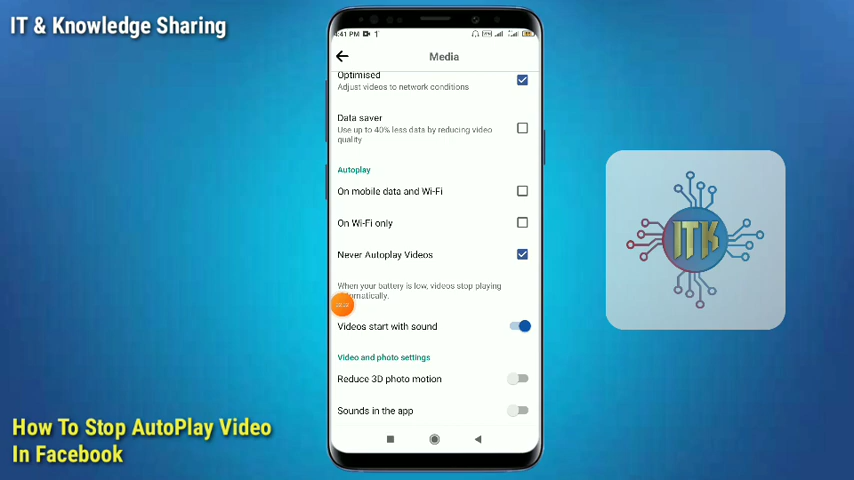 IT & Knowledge Sharing
:41 PM
Media
Optimised
Adjust videos to network conditions
Data saver
Use up to 40% less data by reducing video
quality
Autoplay
On mobile data and Wi-Fi
On Wi-Fi only
Never Autoplay Videos
When your battery is low, videos stop playing
automatically.
Videos start with sound
Video and photo settings
Reduce 3D photo motion
Sounds in the app
ITK
How To Stop AutoPlay Video
In Facebook